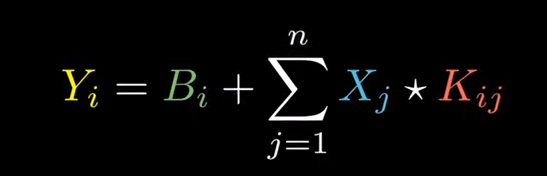 Y_i = B_i + \sum_{j=1}^{n} X_j \star K_{ij}